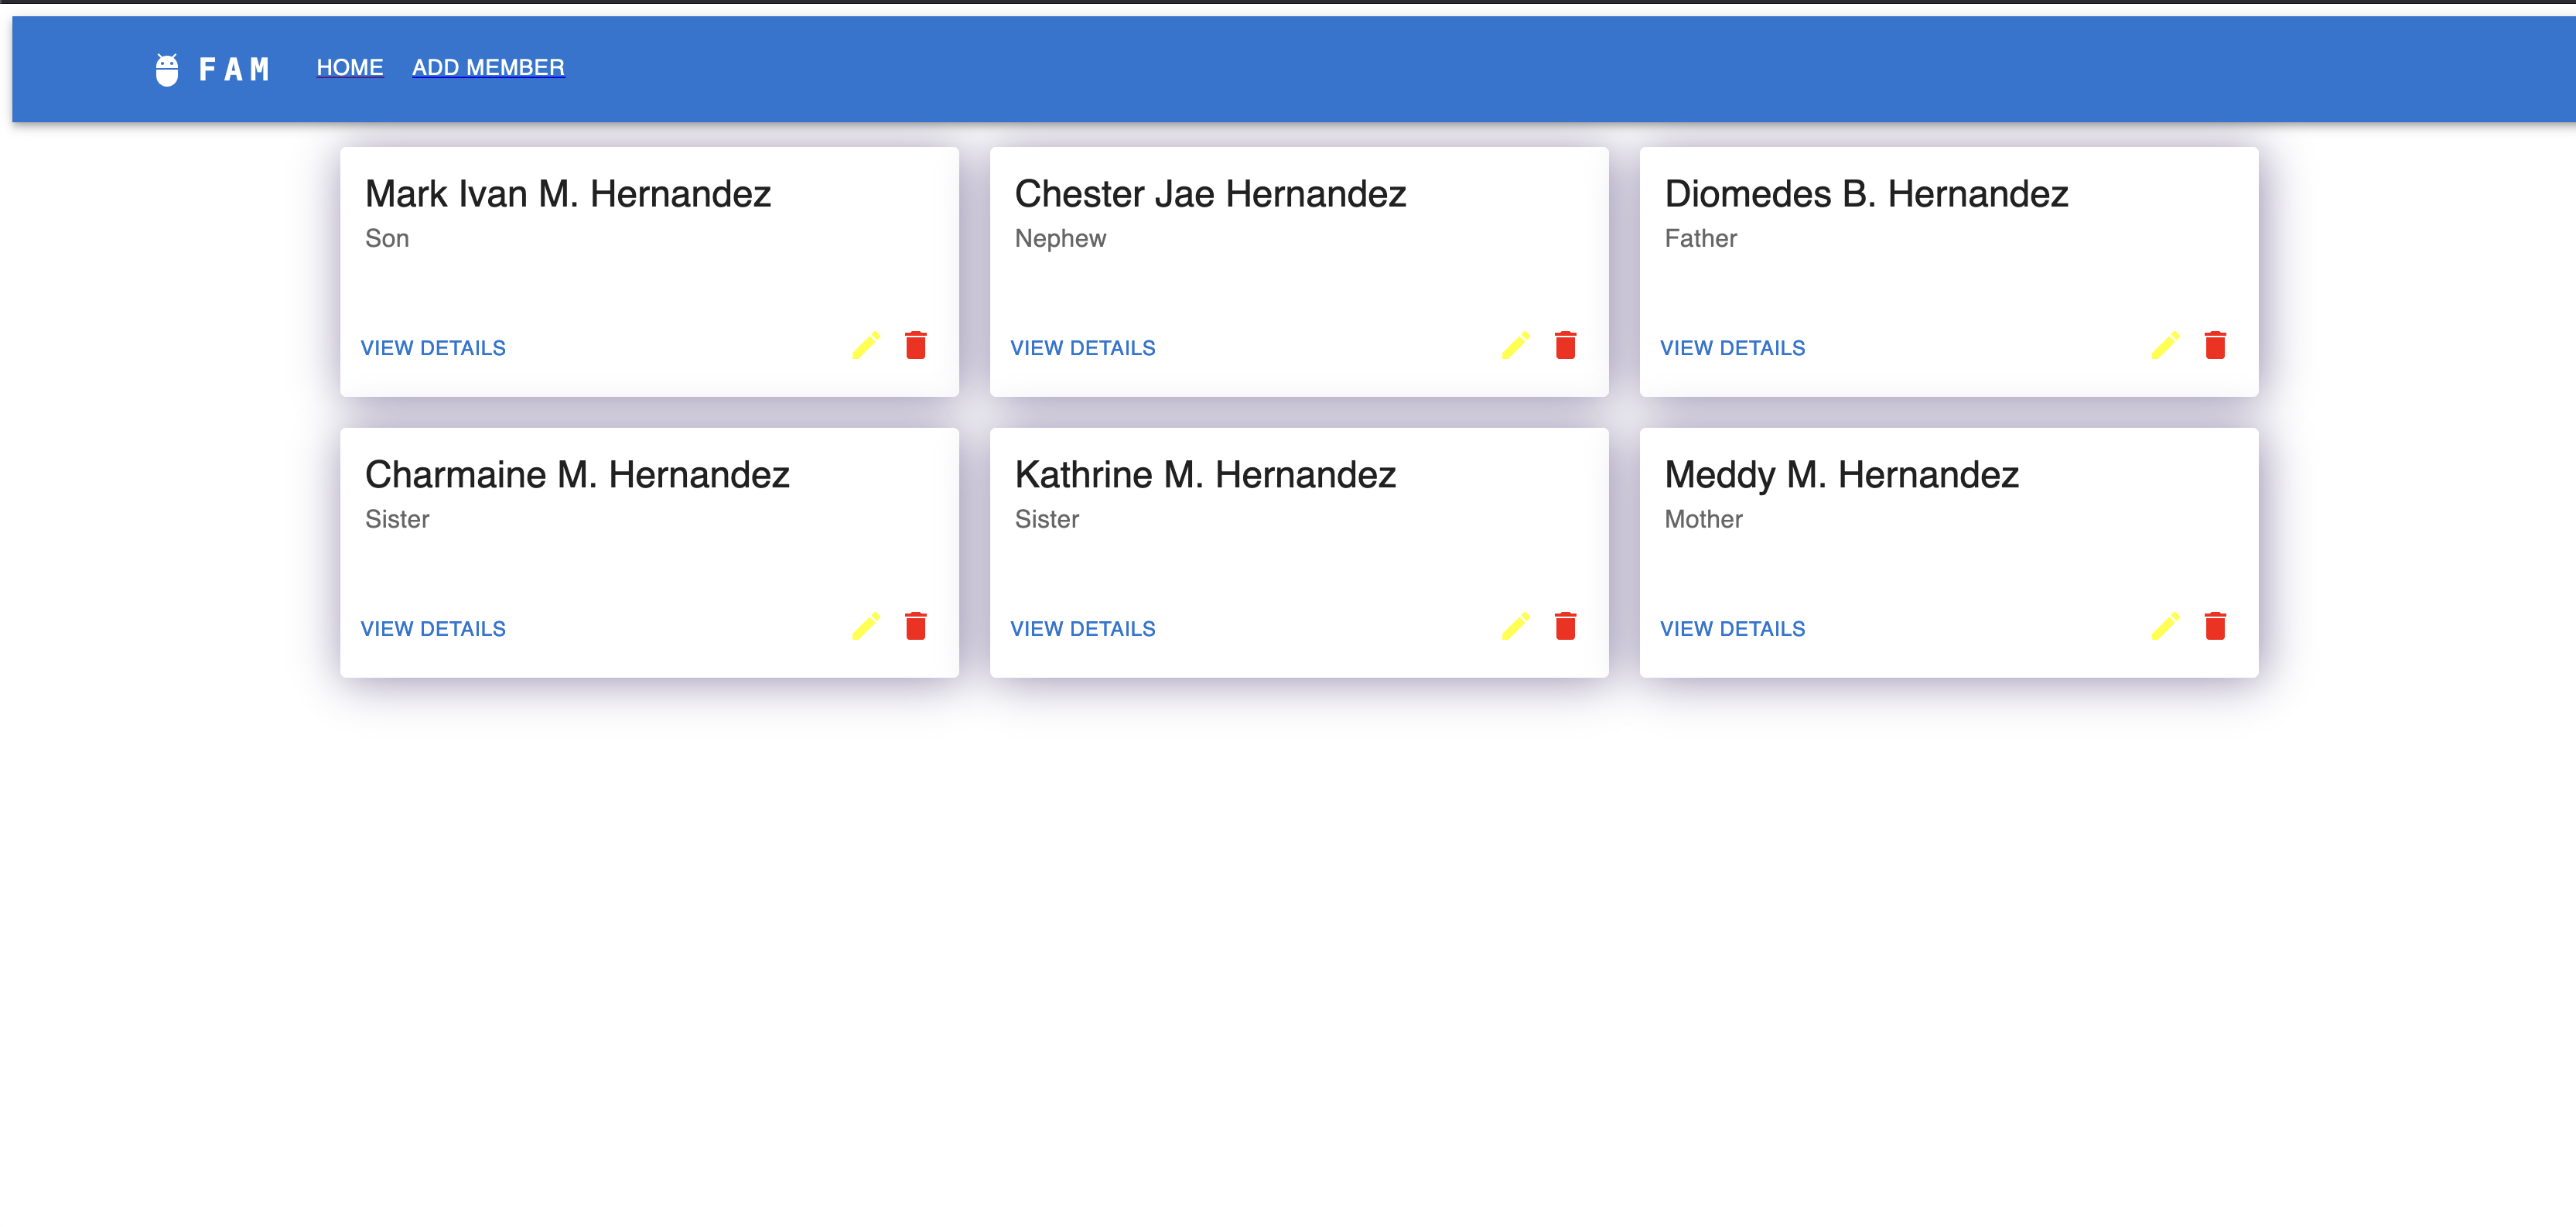 FAM HOME ADD MEMBER
Mark Ivan M. Hernandez
Son
VIEW DETAILS
Chester Jae Hernandez
Nephew
VIEW DETAILS
Diomedes B. Hernandez
Father
VIEW DETAILS
Charmaine M. Hernandez
Sister
VIEW DETAILS
Kathrine M. Hernandez
Sister
VIEW DETAILS
Meddy M. Hernandez
Mother
VIEW DETAILS